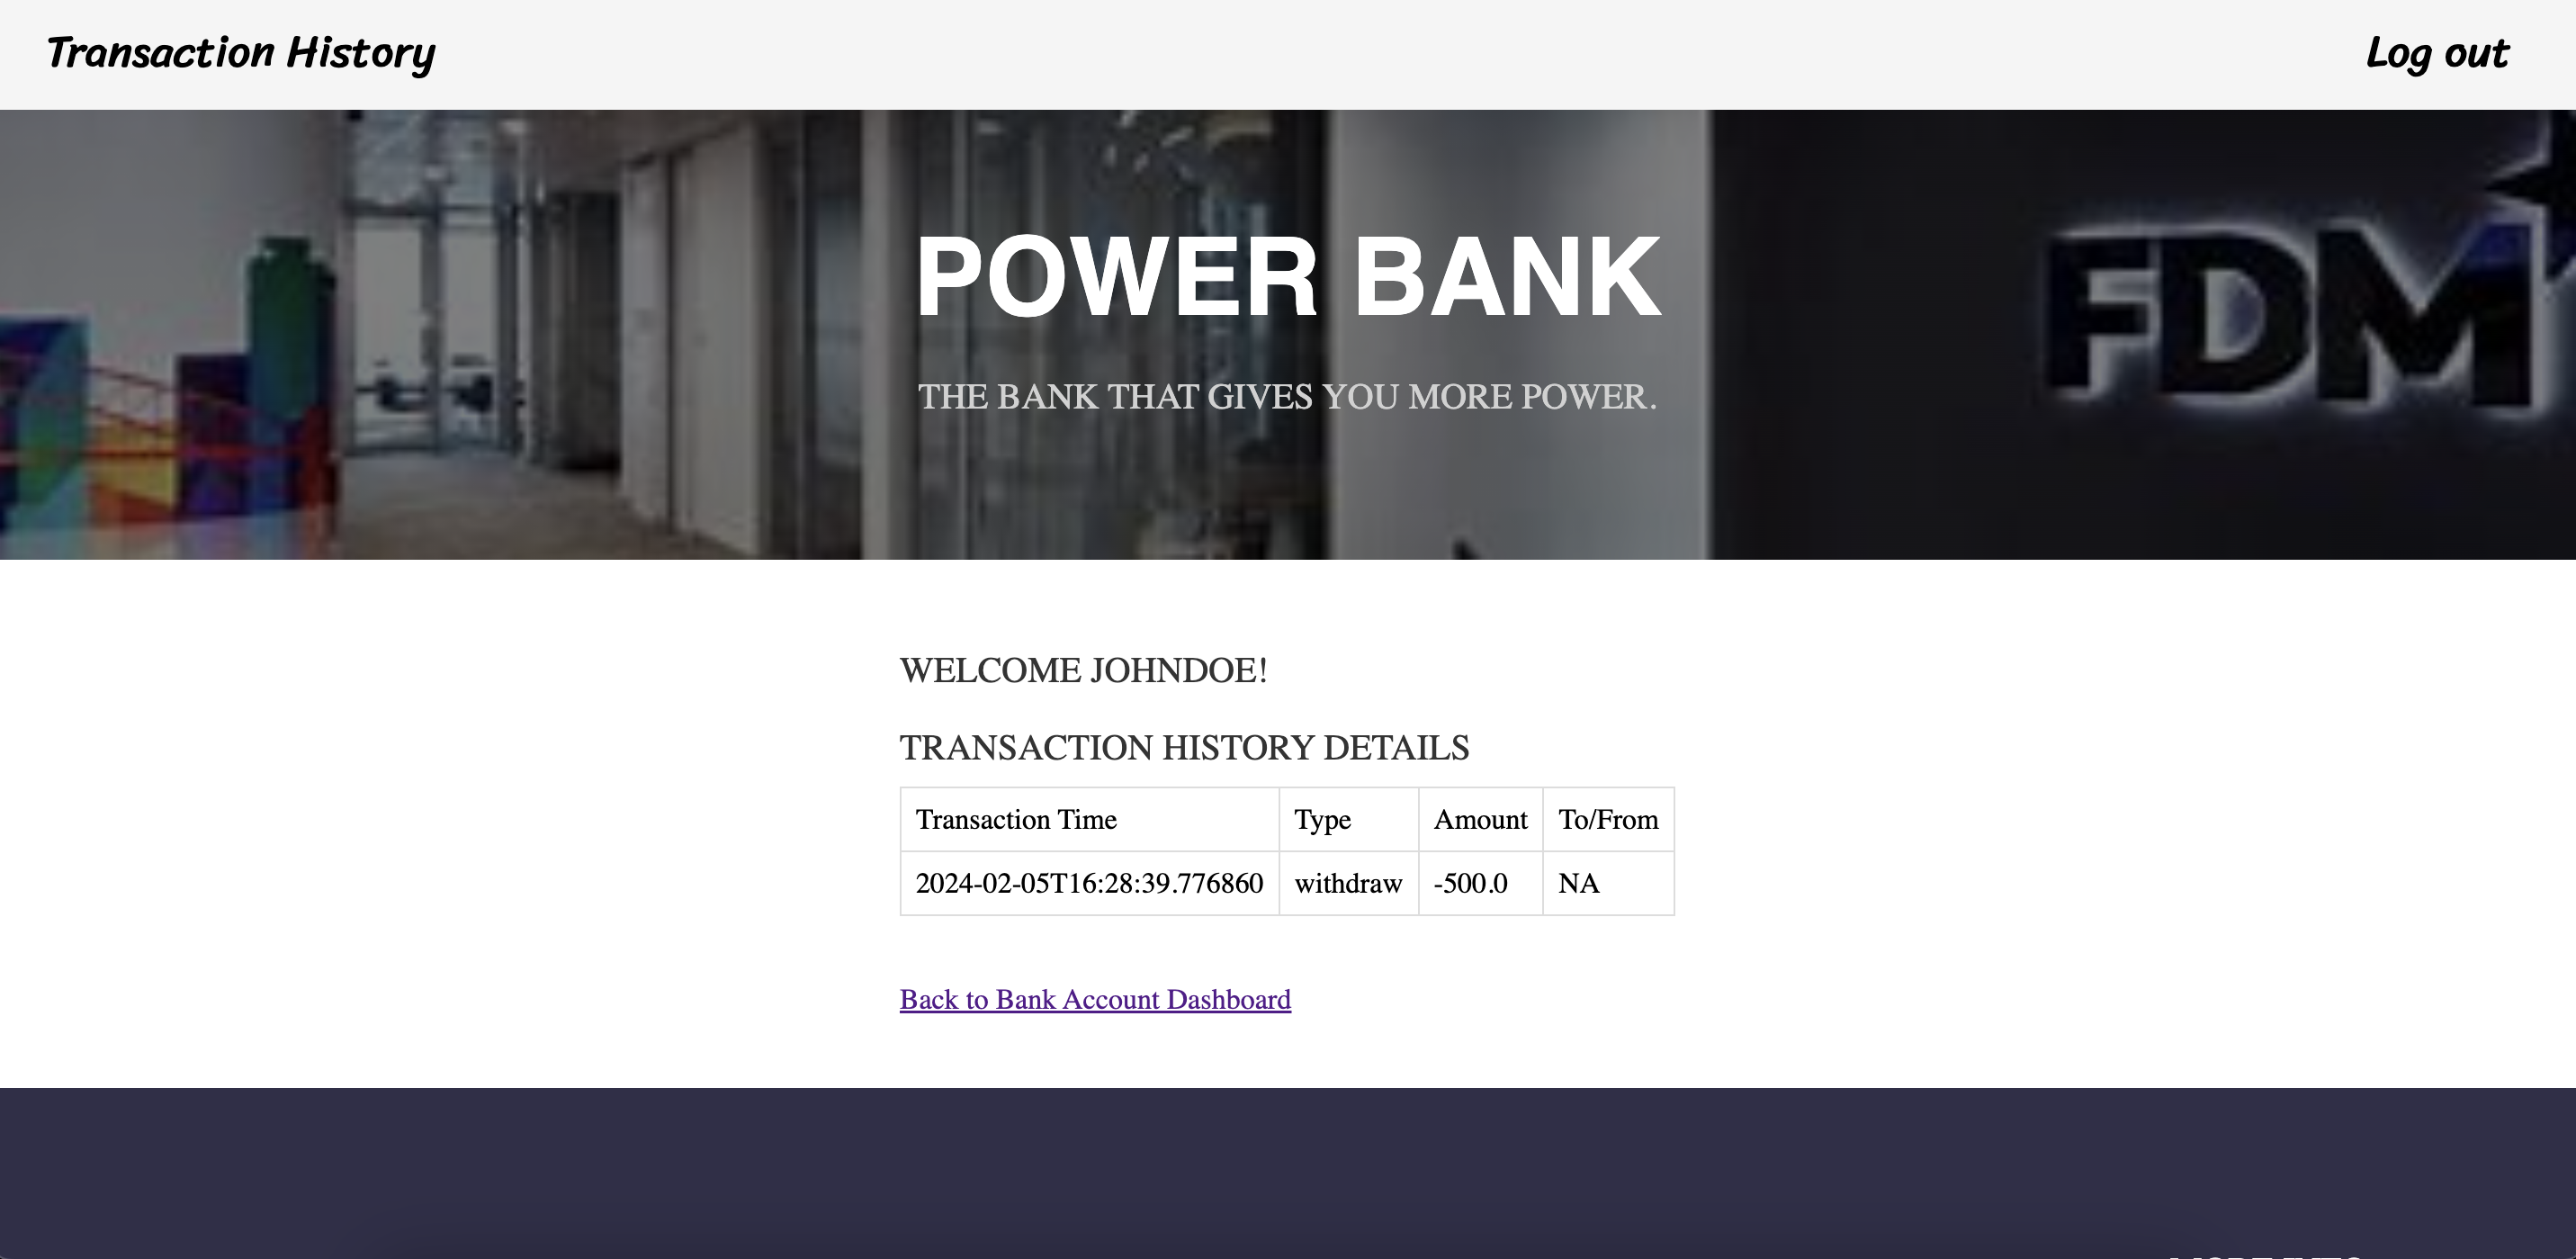 Transaction History
Log out
POWER BANK
THE BANK THAT GIVES YOU MORE POWER.
FDM
WELCOME JOHNDOE!
TRANSACTION HISTORY DETAILS
Transaction Time Type Amount To/From
2024-02-05T16:28:39.776860 withdraw -500.0 NA
Back to Bank Account Dashboard